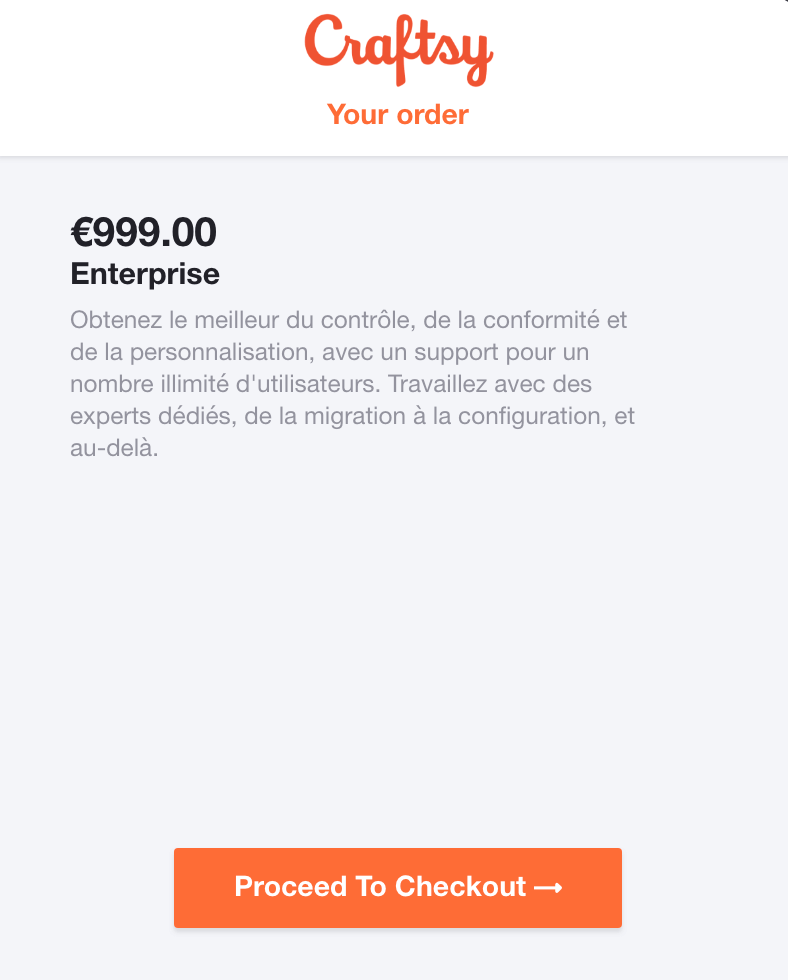 Craftsy
Your order
€999.00
Enterprise
Obtenez le meilleur du contrôle, de la conformité et
de la personnalisation, avec un support pour un
nombre illimité d'utilisateurs. Travaillez avec des
experts dédiés, de la migration à la configuration, et
au-delà.
Proceed To Checkout →